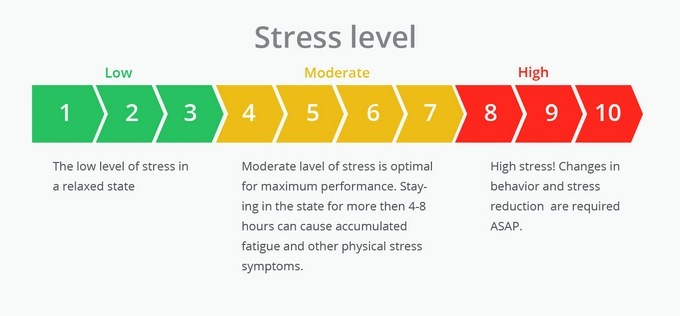 Stress level
Low
Moderate
High
1 2 3 4 5 6 7 8 9 10
The low level of stress in
a relaxed state
Moderate lavel of stress is optimal
for maximum performance. Stay-
ing in the state for more then 4-8
hours can cause accumulated
fatigue and other physical stress
symptoms.
High stress! Changes in
behavior and stress
reduction are required
ASAP.